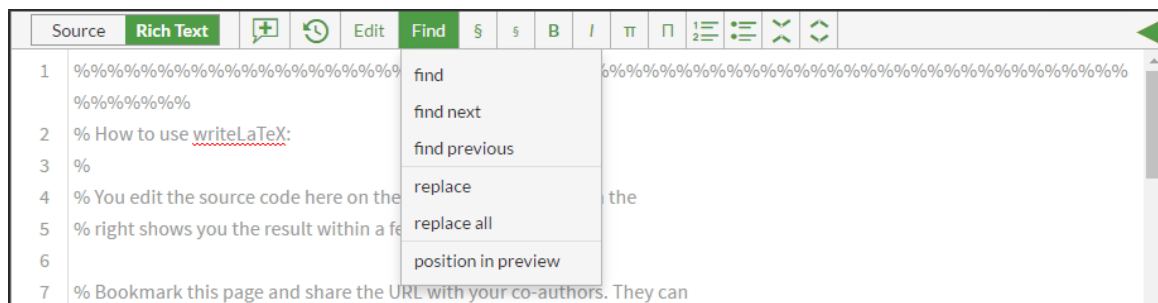 Source Rich Text Edit Find § § B I π Π
find
find next
find previous
replace
replace all
position in preview
1 %%%%%%%%%%%%%%%%%%%% %%%%%%%%%%%%%%%%%%%%%%%%%%%%%%%%
%%%%%%%
2 % How to use writeLaTeX:
3 %
4 % You edit the source code here on the the
5 % right shows you the result within a fe
6
7 % Bookmark this page and share the URL with your co-authors. They can